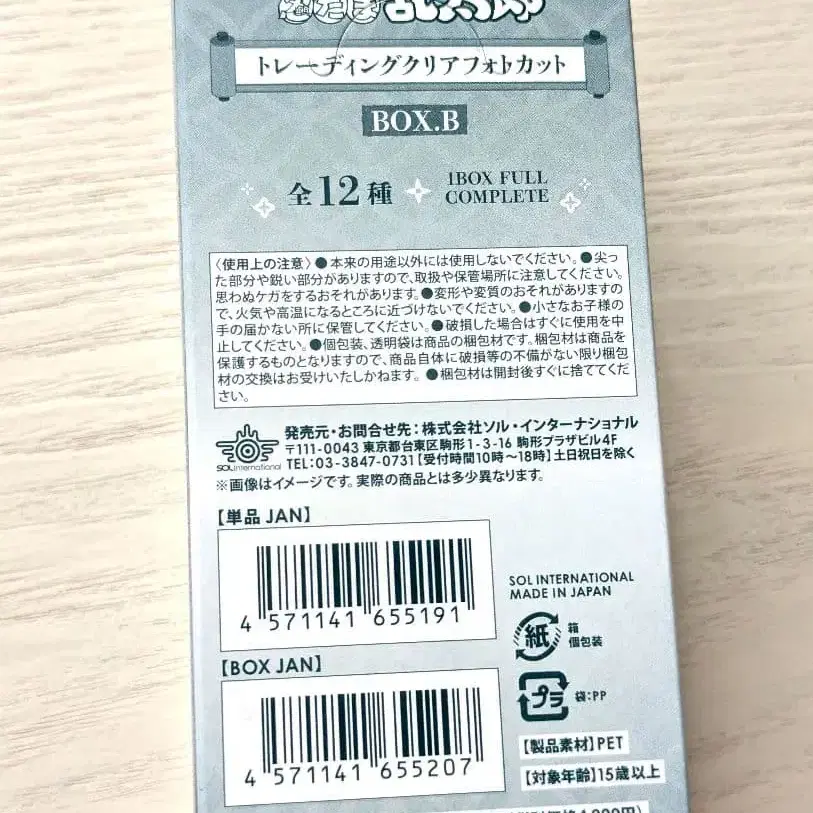 忍たま乱太郎
トレーディングクリアフォトカット
BOX.B
全12種
1BOX FULL
COMPLETE
〈使用上の注意〉●本来の用途以外には使用しないでください。●尖っ
た部分や鋭い部分がありますので、取扱や保管場所に注意してください。
思わぬケガをするおそれがあります。●変形や変質のおそれがありますの
で、火気や高温になるところに近づけないでください。●小さなお子様の
手の届かない所に保管してください。●破損した場合はすぐに使用を中
止してください。●個包装、透明袋は商品の梱包材です。梱包材は商品を
保護するものとなりますので、商品自体に破損等の不備がない限り梱包
材の交換はお受けいたしかねます。●梱包材は開封後すぐに捨ててくだ
さい。
SOL International
発売元・お問合せ先：株式会社ソル・インターナショナル
〒111-0043 東京都台東区駒形1-3-16 駒形プラザビル4F
TEL：03-3847-0731【受付時間10時～18時】土日祝日を除く
※画像はイメージです。実際の商品とは多少異なります。
【単品 JAN】
4 571141 655191
SOL INTERNATIONAL
MADE IN JAPAN
紙
箱
個包装
【BOX JAN】
4 571141 655207
プラ
袋：PP
【製品素材】PET
【対象年齢】15歳以上